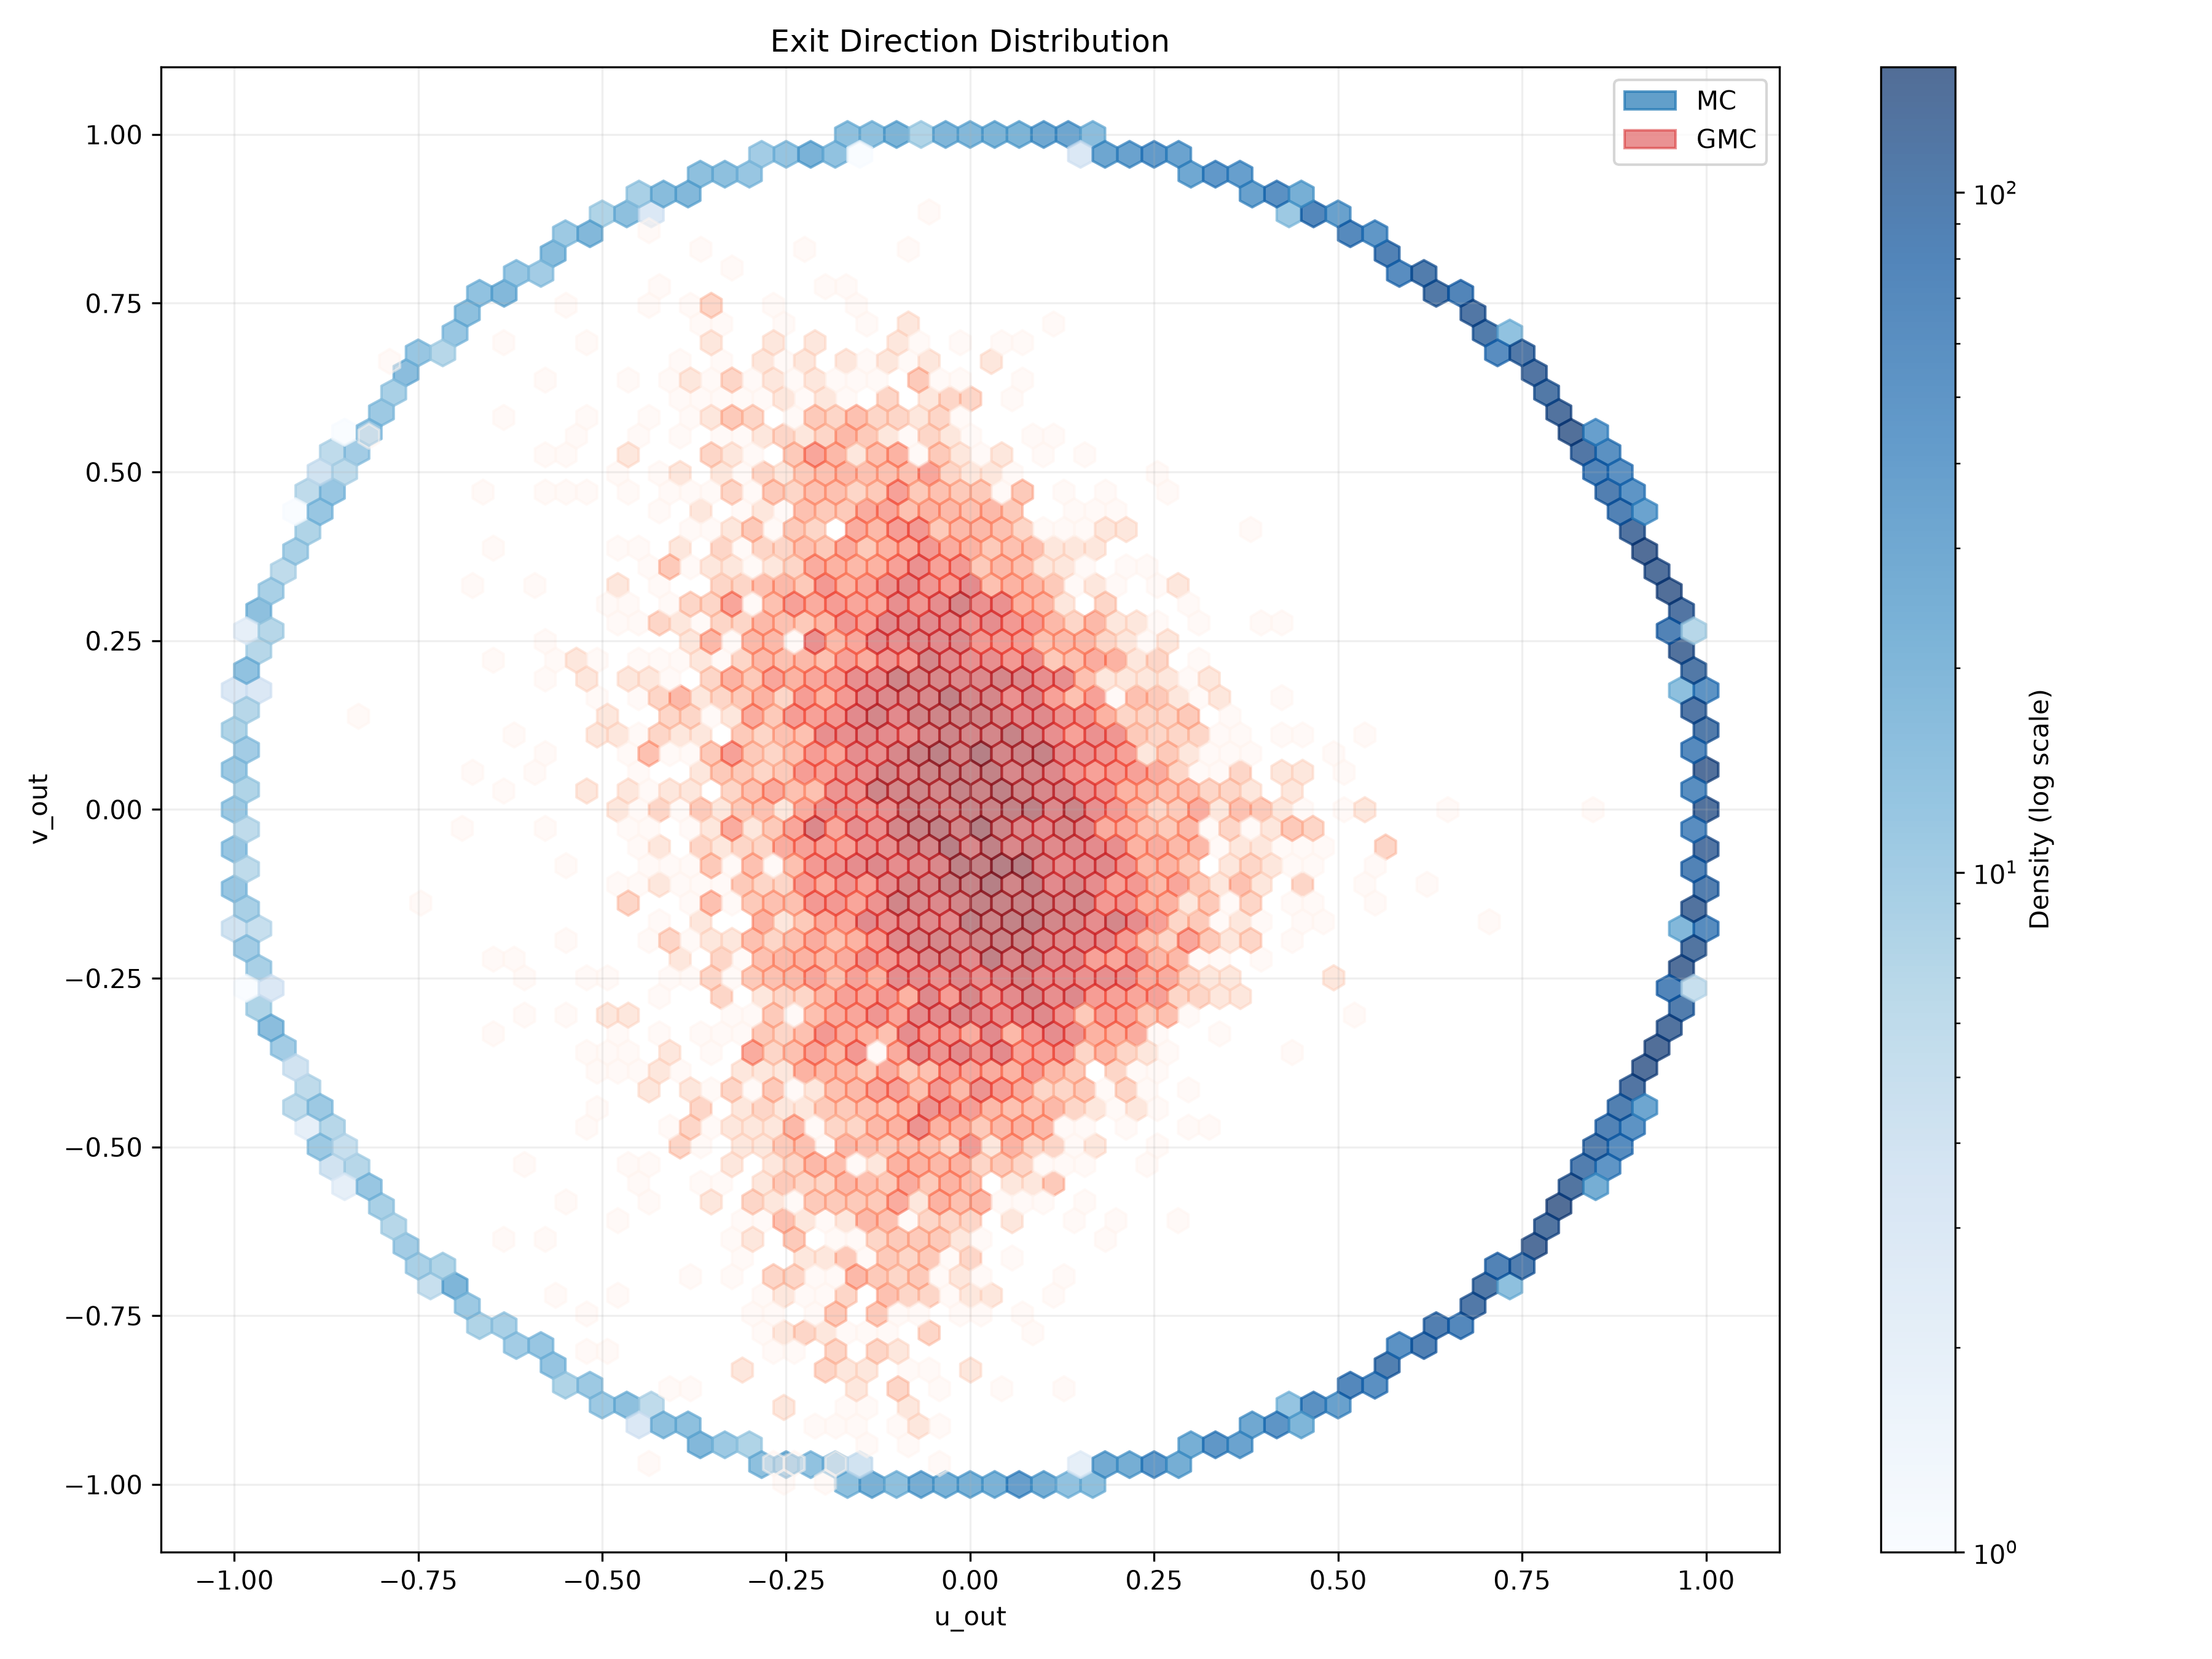 Exit Direction Distribution
MC
GMC
1.00
0.75
0.50
0.25
0.00
−0.25
−0.50
−0.75
−1.00
v_out
−1.00 −0.75 −0.50 −0.25 0.00 0.25 0.50 0.75 1.00
u_out
10²
10¹
10⁰
Density (log scale)